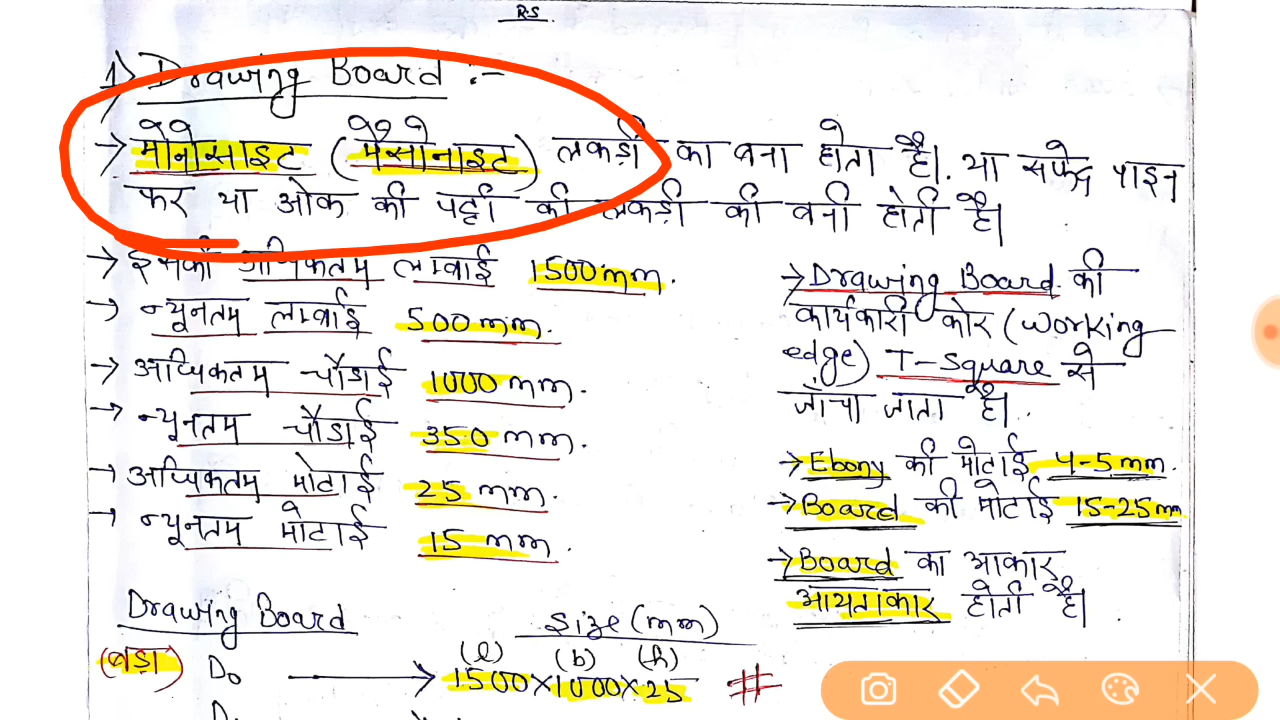 R.S
1) Drawing Board :-
→ मोनोसाइट (मैसोनाइट) लकड़ी का बना होता है। या सफेद पाइन
फर या ओक की पट्टी की लकड़ी की बनी होती है।
→ इसकी अधिकतम लम्बाई 1500mm.
→ न्यूनतम लम्बाई 500mm.
→ अधिकतम चौड़ाई 1000mm.
→ न्यूनतम चौड़ाई 350mm.
→ अधिकतम मोटाई 25mm.
→ न्यूनतम मोटाई 15mm.
→ Drawing Board की
कार्यकारी कोर (working
edge) T-Square से
जाँचा जाता है।.
→ Ebony की मोटाई 4-5mm.
→ Board की मोटाई 15-25mm
→ Board का आकार
आयताकार होती है।
Drawing Board Size (mm)
(l) (b) (h)
(बड़ा) D₀ → 1500×1000×25 #